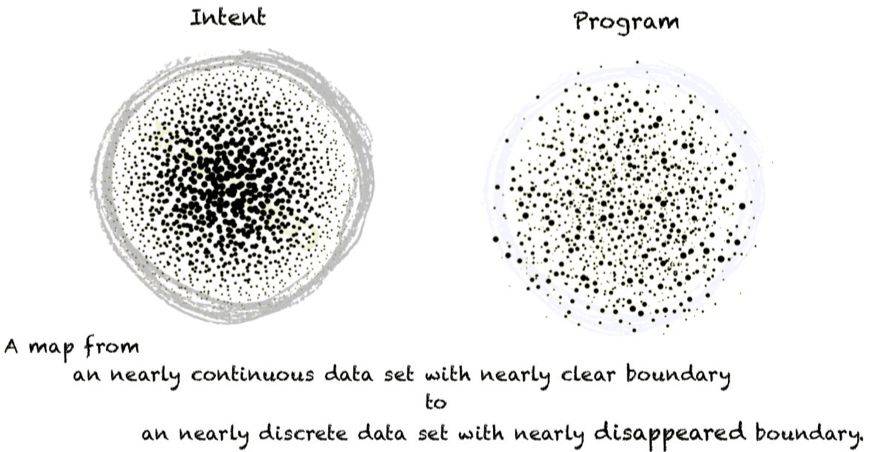 Intent
Program
A map from
an nearly continuous data set with nearly clear boundary
to
an nearly discrete data set with nearly disappeared boundary.